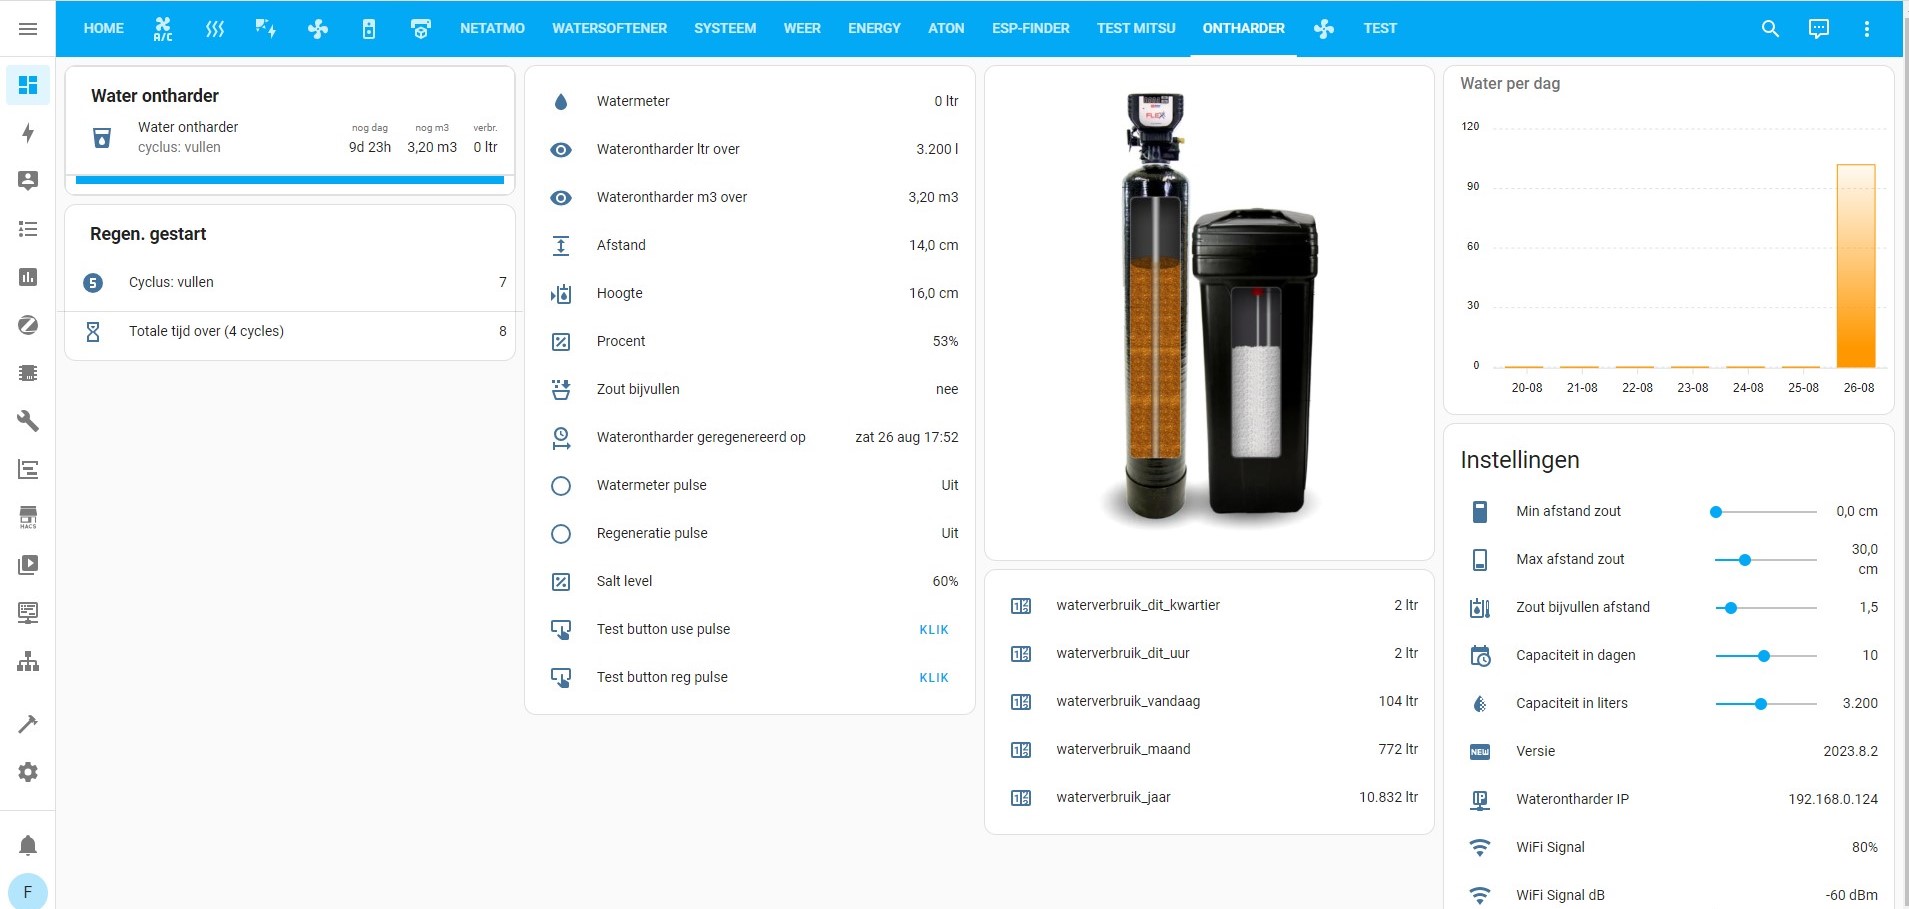 HOME A/C NETATMO WATERSOFTENER SYSTEEM WEER ENERGY ATON ESP-FINDER TEST MITSU ONTHARDER TEST
HACS
F
Water ontharder
Water ontharder
cyclus: vullen
nog dag nog m3 verbr.
9d 23h 3,20 m3 0 ltr
Regen. gestart
5 Cyclus: vullen 7
Totale tijd over (4 cycles) 8
Watermeter 0 ltr
Waterontharder ltr over 3.200 l
Waterontharder m3 over 3,20 m3
Afstand 14,0 cm
Hoogte 16,0 cm
Procent 53%
Zout bijvullen nee
Waterontharder geregenereerd op zat 26 aug 17:52
Watermeter pulse Uit
Regeneratie pulse Uit
Salt level 60%
Test button use pulse KLIK
Test button reg pulse KLIK
FLEX
waterverbruik_dit_kwartier 2 ltr
waterverbruik_dit_uur 2 ltr
waterverbruik_vandaag 104 ltr
waterverbruik_maand 772 ltr
waterverbruik_jaar 10.832 ltr
Water per dag
120
90
60
30
0
20-08 21-08 22-08 23-08 24-08 25-08 26-08
Instellingen
Min afstand zout 0,0 cm
Max afstand zout 30,0
cm
Zout bijvullen afstand 1,5
Capaciteit in dagen 10
Capaciteit in liters 3.200
NEW Versie 2023.8.2
IP Waterontharder IP 192.168.0.124
WiFi Signal 80%
WiFi Signal dB -60 dBm